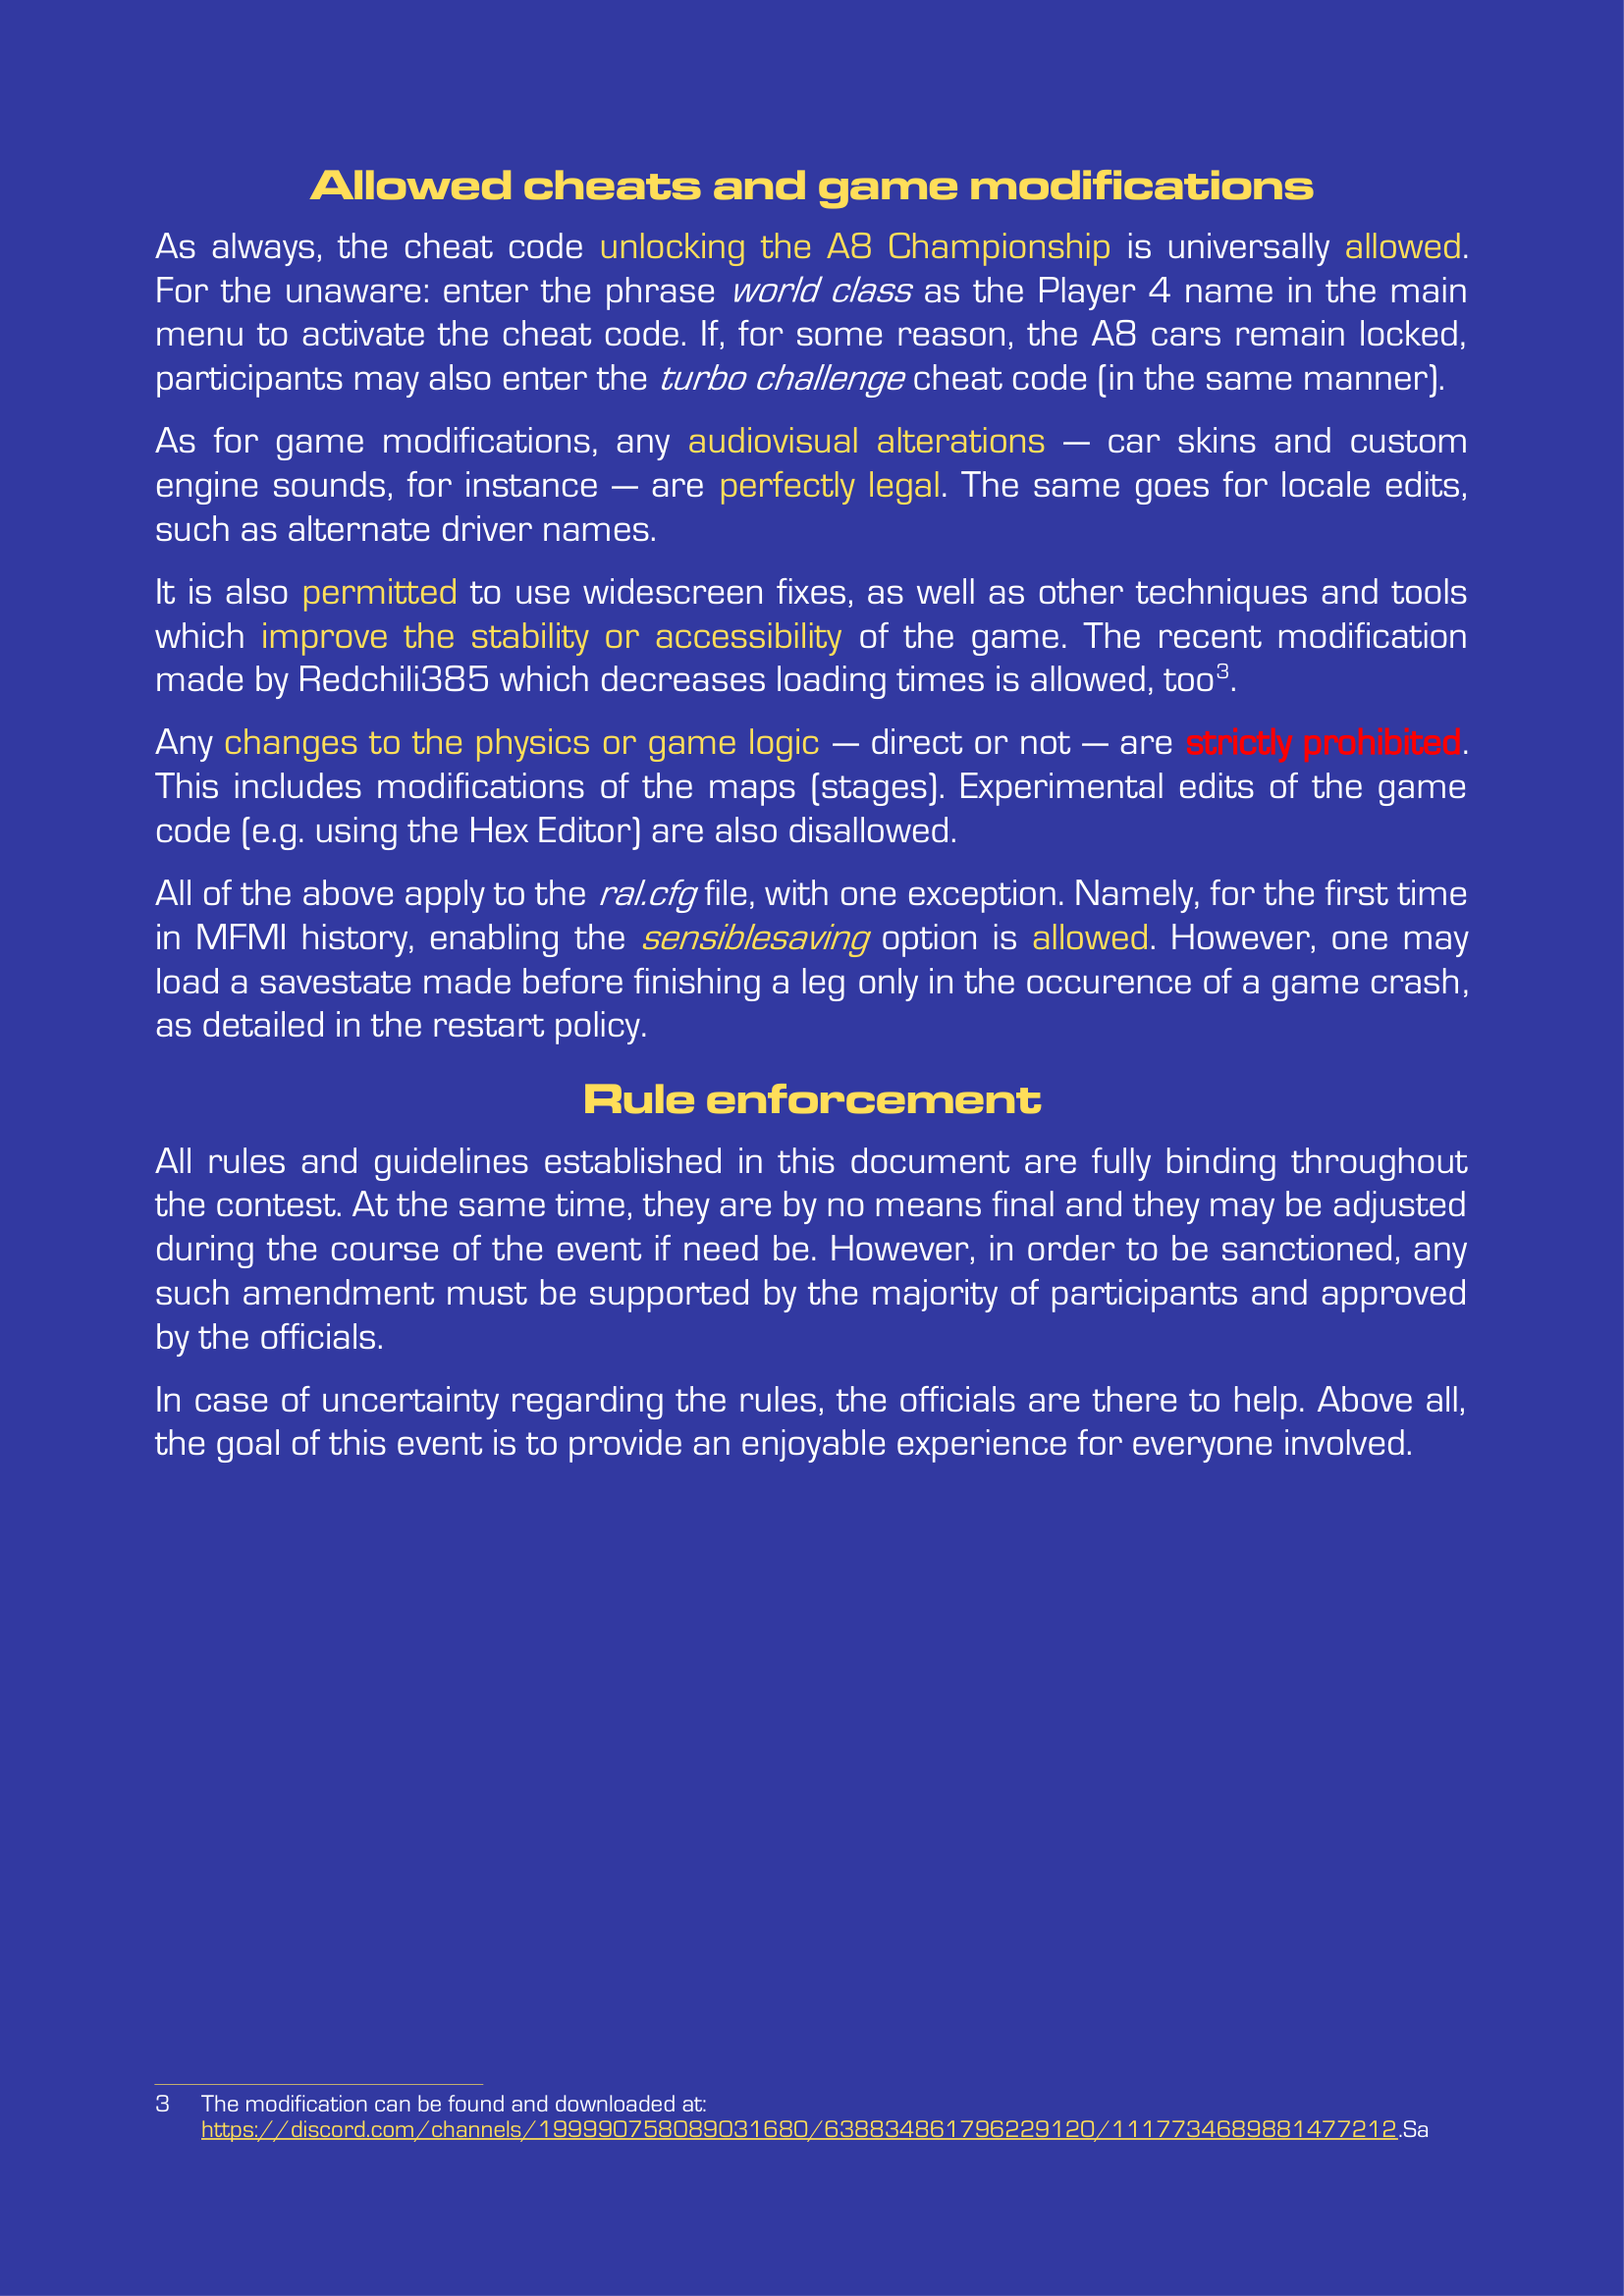 Allowed cheats and game modifications
As always, the cheat code unlocking the A8 Championship is universally allowed.
For the unaware: enter the phrase world class as the Player 4 name in the main
menu to activate the cheat code. If, for some reason, the A8 cars remain locked,
participants may also enter the turbo challenge cheat code (in the same manner).
As for game modifications, any audiovisual alterations — car skins and custom
engine sounds, for instance — are perfectly legal. The same goes for locale edits,
such as alternate driver names.
It is also permitted to use widescreen fixes, as well as other techniques and tools
which improve the stability or accessibility of the game. The recent modification
made by Redchili385 which decreases loading times is allowed, too3.
Any changes to the physics or game logic — direct or not — are strictly prohibited.
This includes modifications of the maps (stages). Experimental edits of the game
code (e.g. using the Hex Editor) are also disallowed.
All of the above apply to the ral.cfg file, with one exception. Namely, for the first time
in MFMI history, enabling the sensiblesaving option is allowed. However, one may
load a savestate made before finishing a leg only in the occurence of a game crash,
as detailed in the restart policy.
Rule enforcement
All rules and guidelines established in this document are fully binding throughout
the contest. At the same time, they are by no means final and they may be adjusted
during the course of the event if need be. However, in order to be sanctioned, any
such amendment must be supported by the majority of participants and approved
by the officials.
In case of uncertainty regarding the rules, the officials are there to help. Above all,
the goal of this event is to provide an enjoyable experience for everyone involved.
3 The modification can be found and downloaded at:
https://discord.com/channels/199990758089031680/638834861796229120/1117734689881477212.Sa